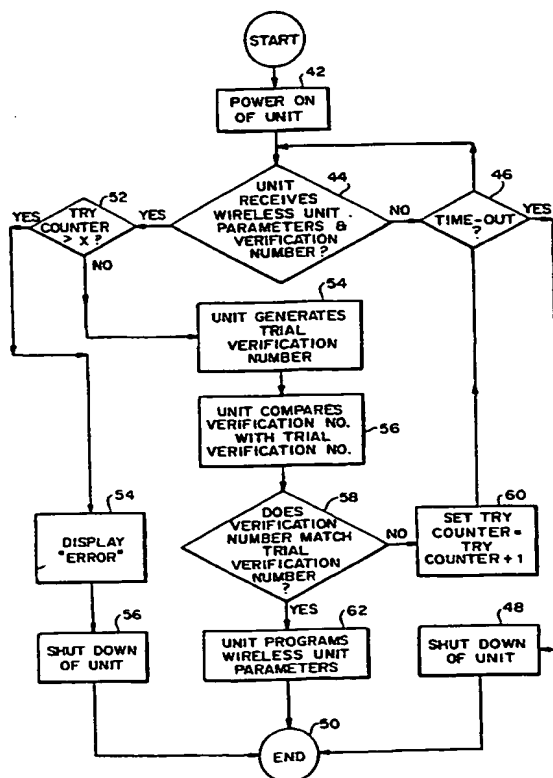 START
42
POWER ON
OF UNIT
44
UNIT
RECEIVES
WIRELESS UNIT
PARAMETERS &
VERIFICATION
NUMBER?
YES
NO
46
TIME-OUT
?
YES
52
TRY
COUNTER
> X ?
YES
NO
54
UNIT GENERATES
TRIAL
VERIFICATION
NUMBER
UNIT COMPARES
VERIFICATION NO.
WITH TRIAL
VERIFICATION NO.
56
58
DOES
VERIFICATION
NUMBER MATCH
TRIAL
VERIFICATION
NUMBER
?
NO
YES
60
SET TRY
COUNTER=
TRY
COUNTER+1
54
DISPLAY
"ERROR"
56
SHUT DOWN
OF UNIT
62
UNIT PROGRAMS
WIRELESS UNIT
PARAMETERS
48
SHUT DOWN
OF UNIT
50
END